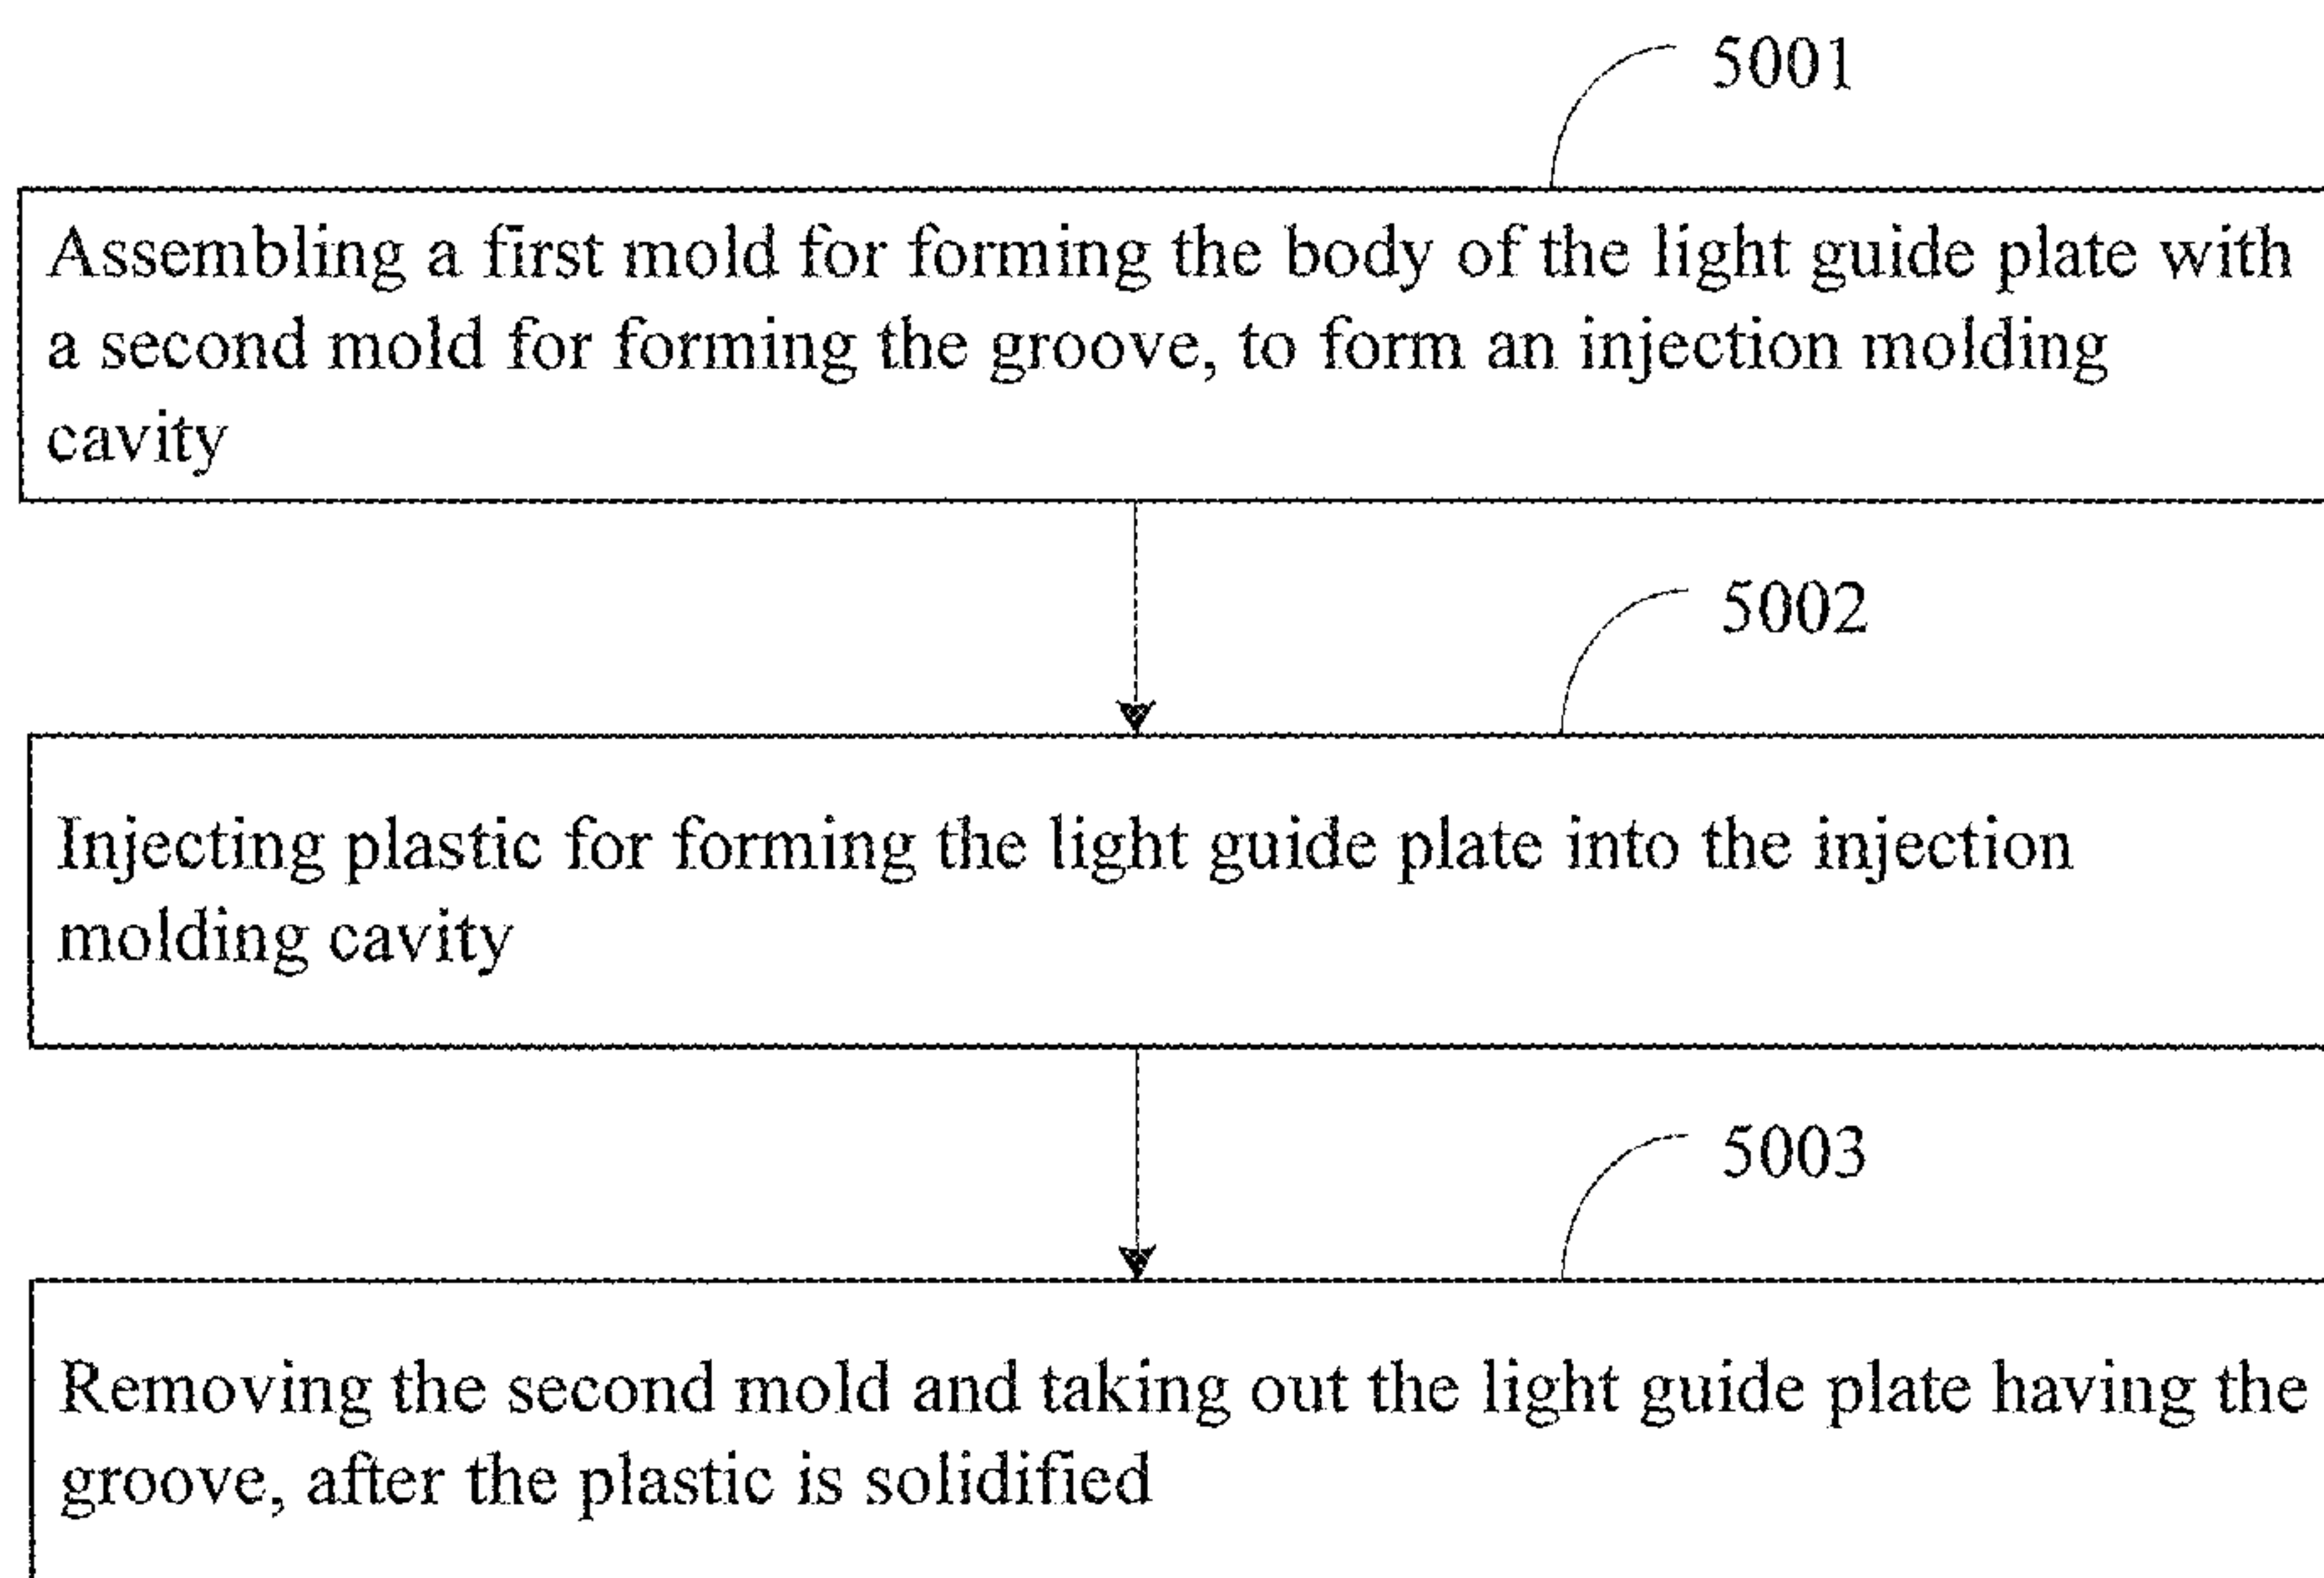 5001
Assembling a first mold for forming the body of the light guide plate with
a second mold for forming the groove, to form an injection molding
cavity
5002
Injecting plastic for forming the light guide plate into the injection
molding cavity
5003
Removing the second mold and taking out the light guide plate having the
groove, after the plastic is solidified